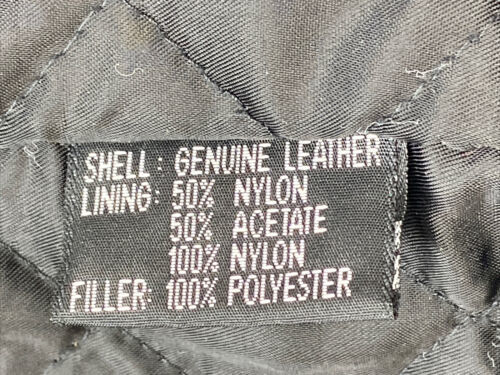 SHELL: GENUINE LEATHER
LINING: 50% NYLON
50% ACETATE
100% NYLON
FILLER: 100% POLYESTER